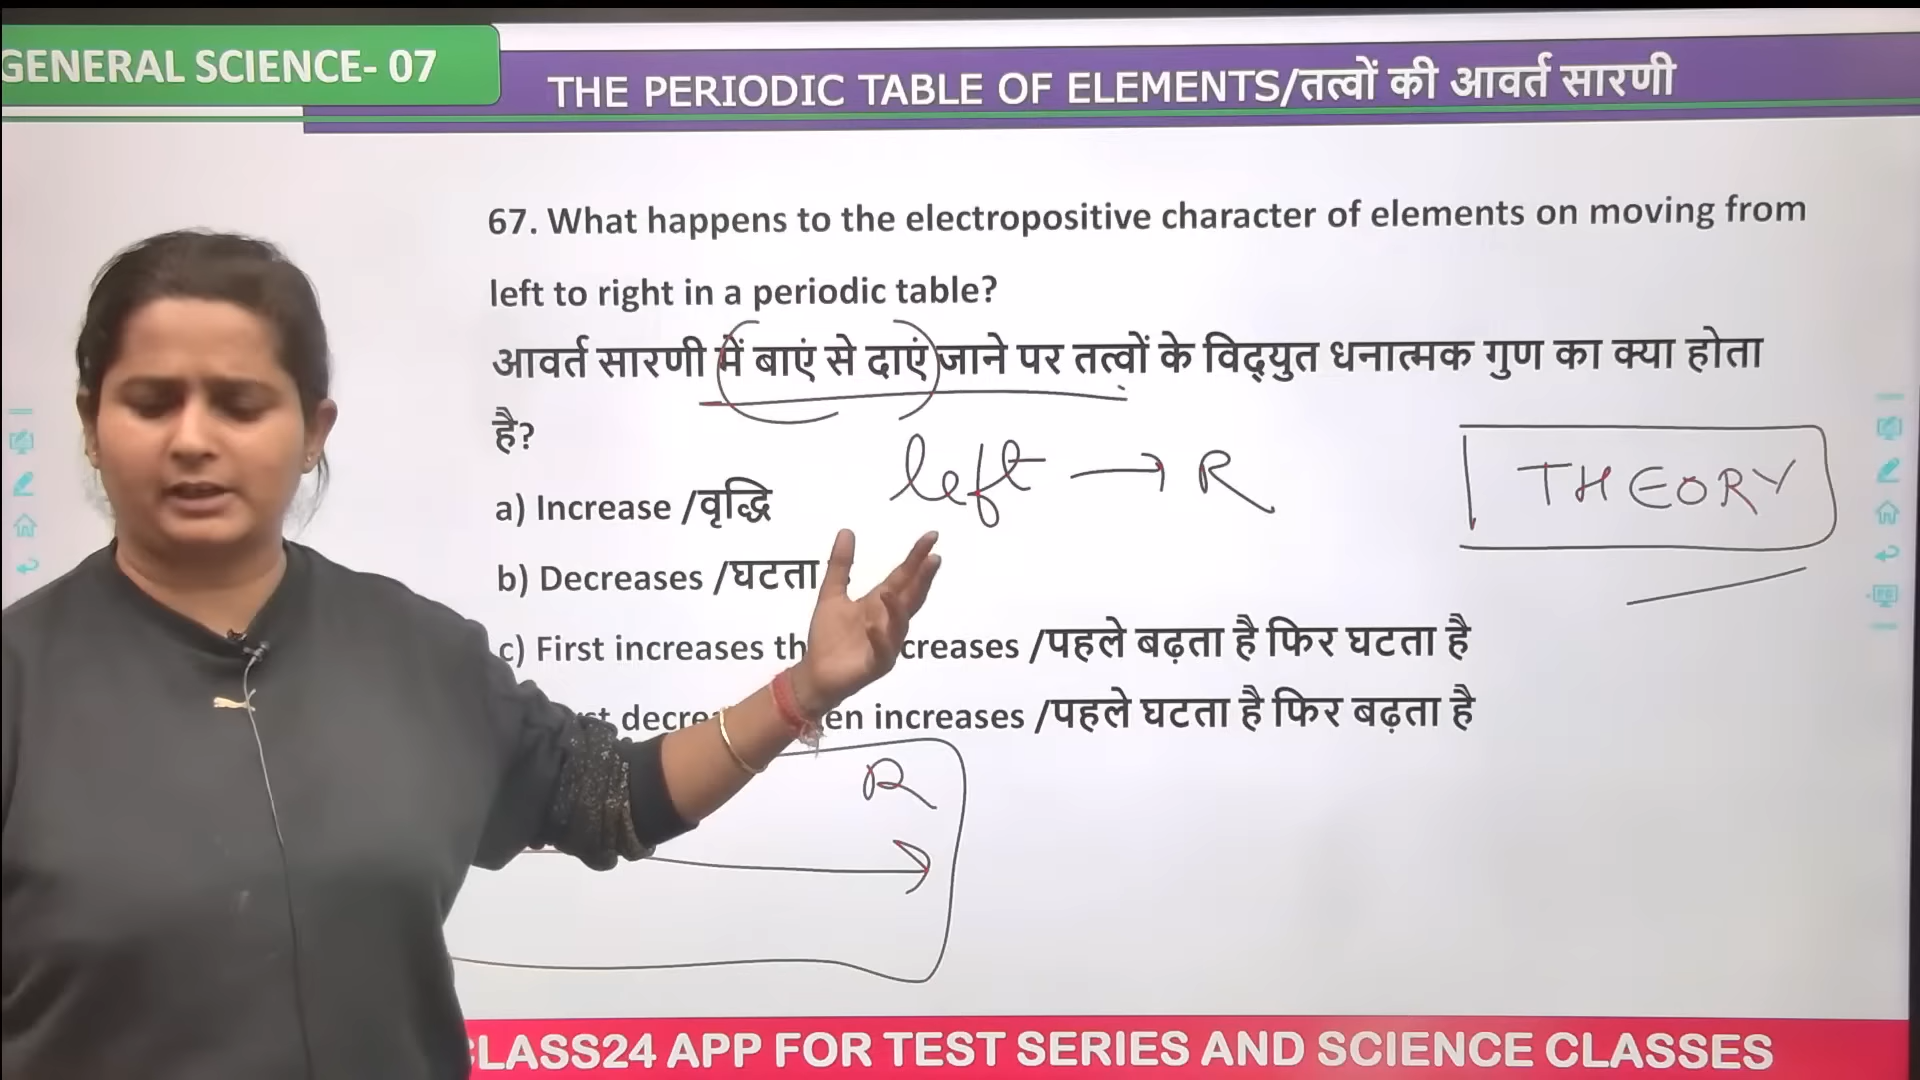 GENERAL SCIENCE- 07
THE PERIODIC TABLE OF ELEMENTS/तत्वों की आवर्त सारणी
67. What happens to the electropositive character of elements on moving from
left to right in a periodic table?
आवर्त सारणी में बाएं से दाएं जाने पर तत्वों के विद्युत धनात्मक गुण का क्या होता
है?
left → R
THEORY
a) Increase /वृद्धि
b) Decreases /घटता
c) First increases creases /पहले बढ़ता है फिर घटता है
increases /पहले घटता है फिर बढ़ता है
R
APP FOR TEST SERIES AND SCIENCE CLASSES